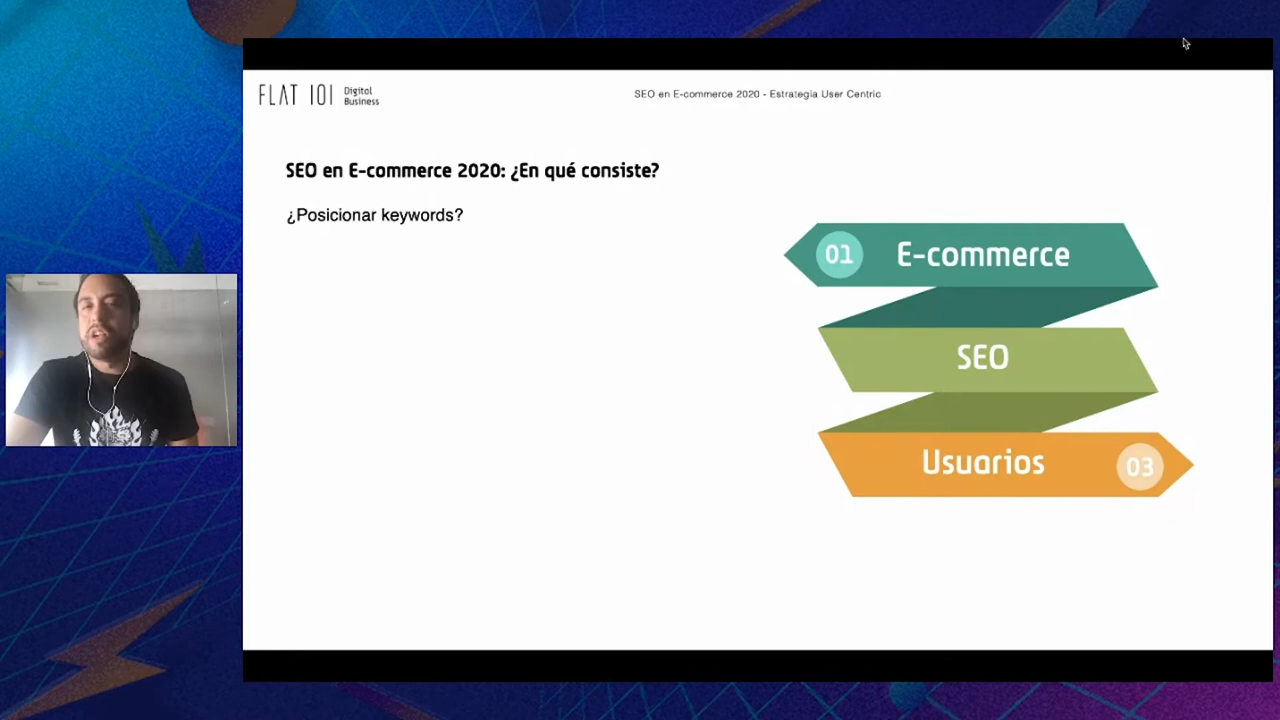 FLAT 101
Digital
Business
SEO en E-commerce 2020 - Estrategia User Centric
SEO en E-commerce 2020: ¿En qué consiste?
¿Posicionar keywords?
01
E-commerce
SEO
Usuarios
03